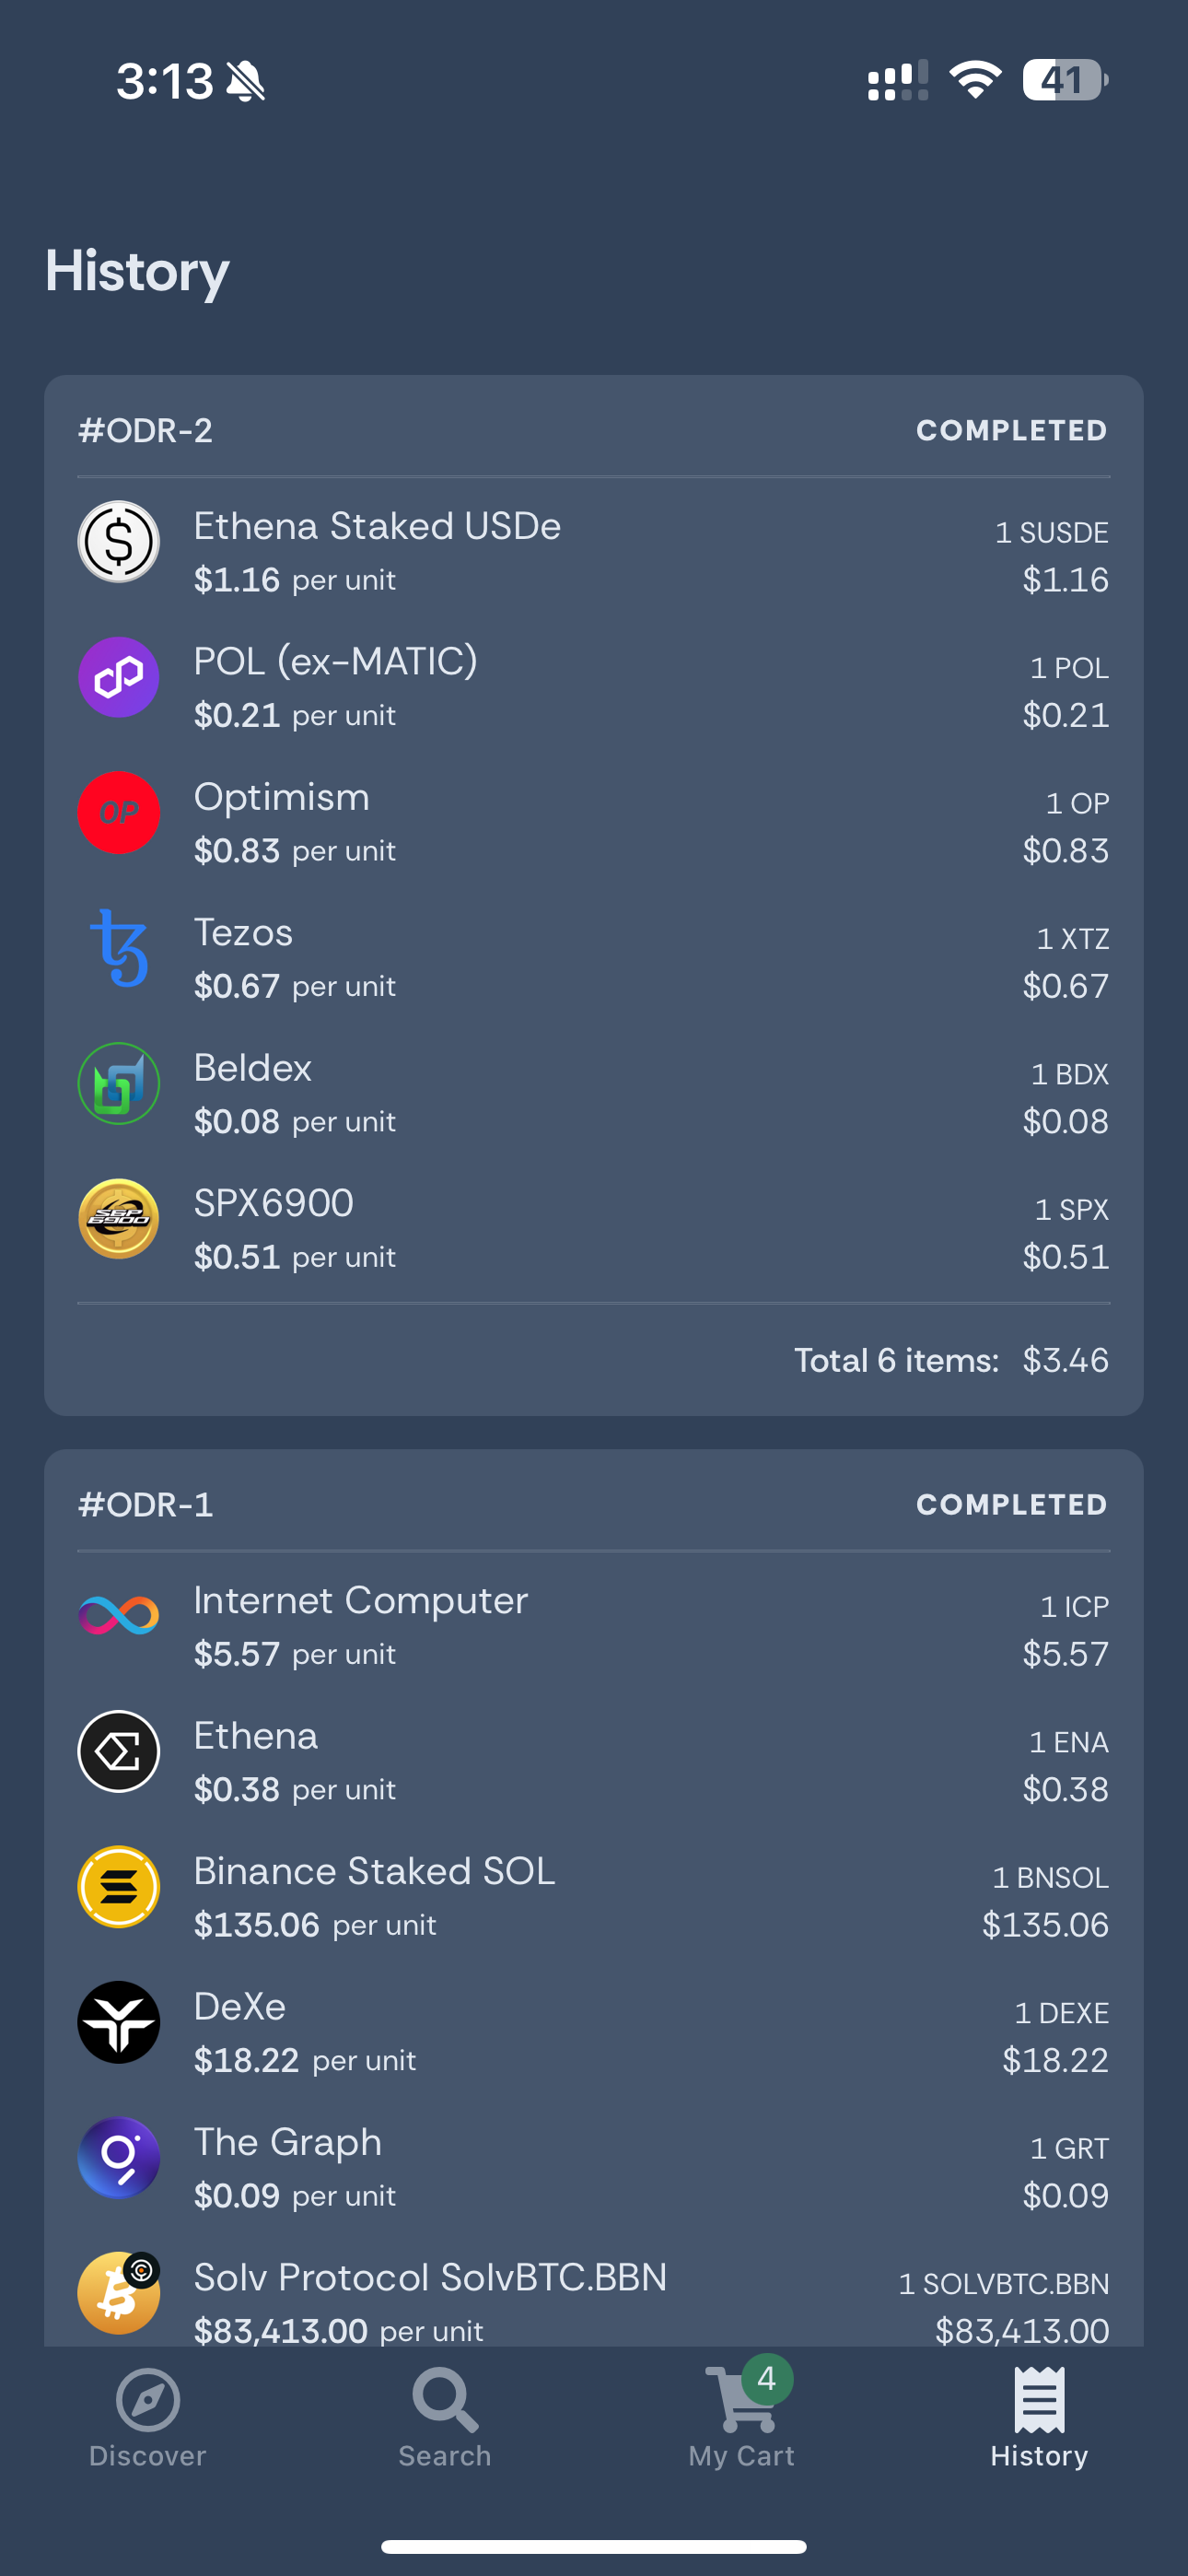 3:13
41
History
#ODR-2 COMPLETED
Ethena Staked USDe 1 SUSDE
$1.16 per unit $1.16
POL (ex-MATIC) 1 POL
$0.21 per unit $0.21
OP
Optimism 1 OP
$0.83 per unit $0.83
Tezos 1 XTZ
$0.67 per unit $0.67
Beldex 1 BDX
$0.08 per unit $0.08
SPX6900 1 SPX
$0.51 per unit $0.51
Total 6 items: $3.46
#ODR-1 COMPLETED
Internet Computer 1 ICP
$5.57 per unit $5.57
Ethena 1 ENA
$0.38 per unit $0.38
Binance Staked SOL 1 BNSOL
$135.06 per unit $135.06
DeXe 1 DEXE
$18.22 per unit $18.22
The Graph 1 GRT
$0.09 per unit $0.09
Solv Protocol SolvBTC.BBN 1 SOLVBTC.BBN
$83,413.00 per unit $83,413.00
4
Discover Search My Cart History